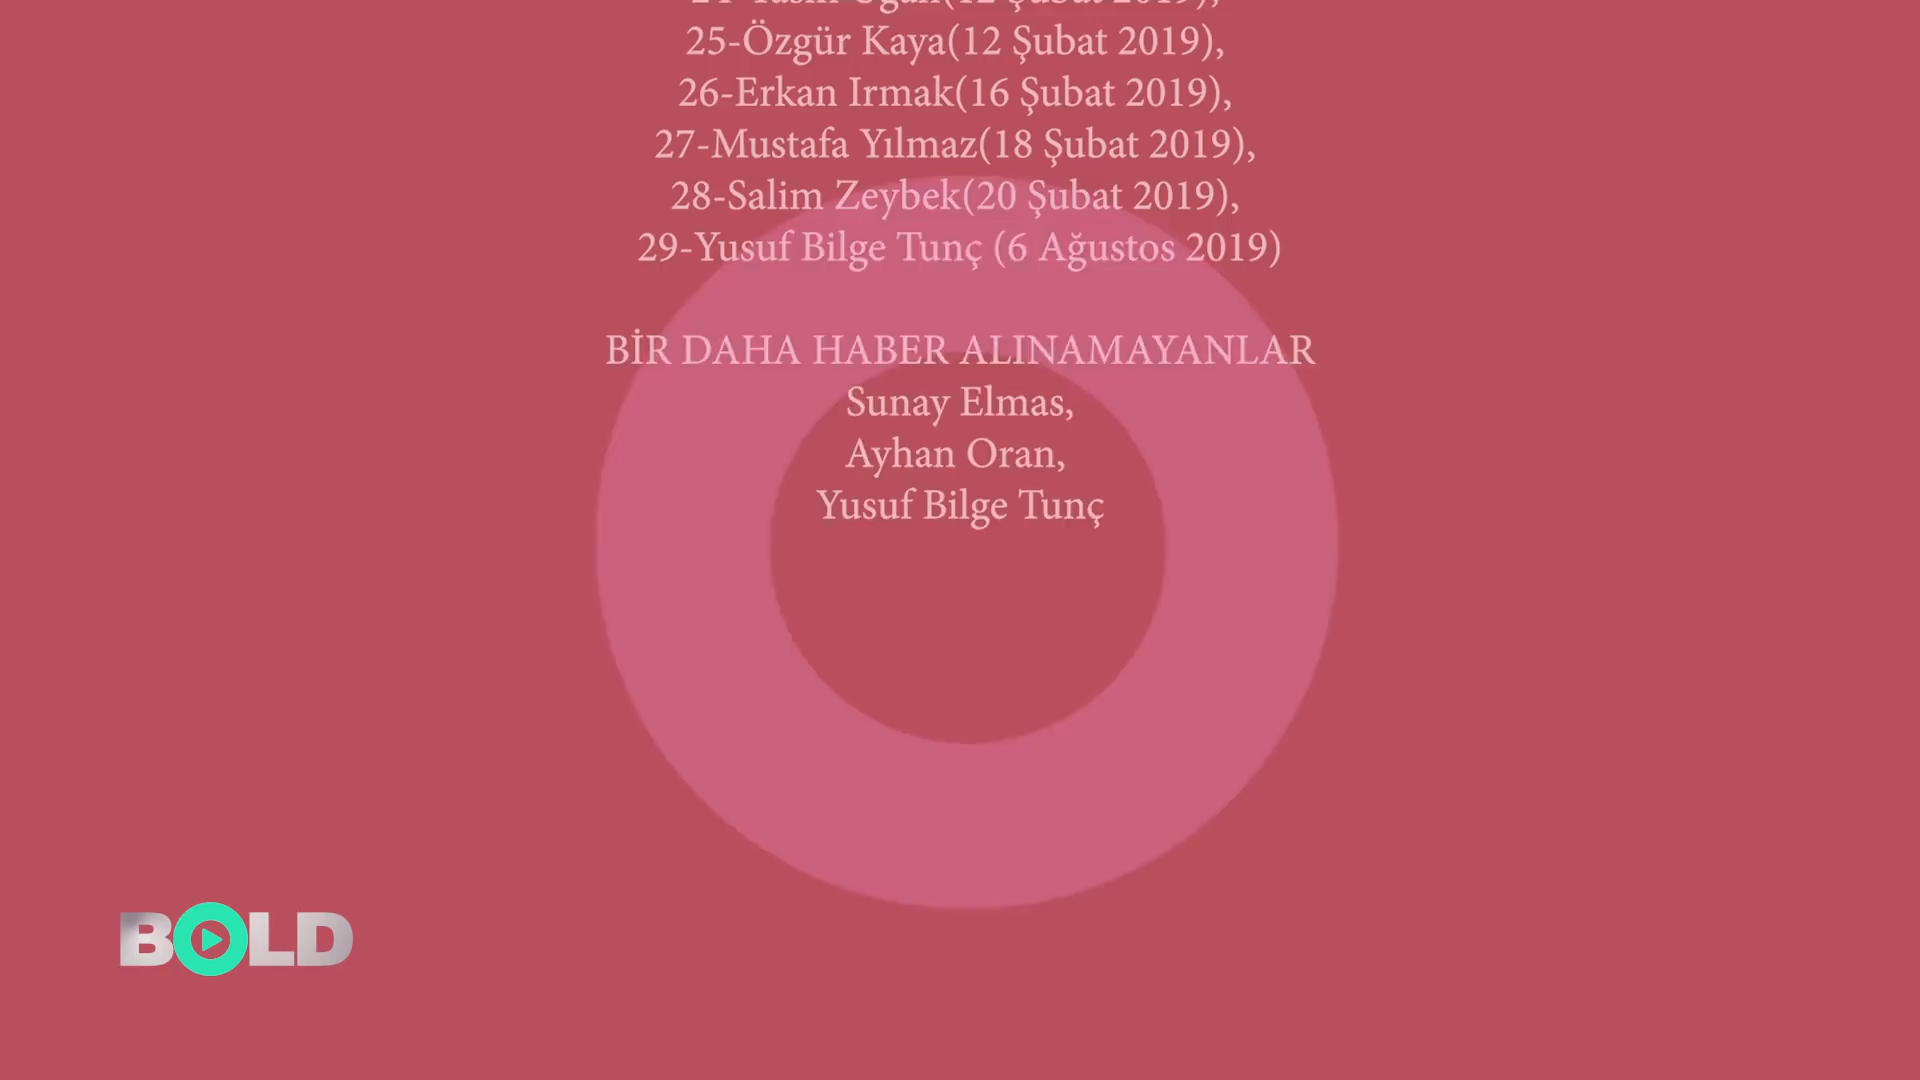 25-Özgür Kaya(12 Şubat 2019),
26-Erkan Irmak(16 Şubat 2019),
27-Mustafa Yılmaz(18 Şubat 2019),
28-Salim Zeybek(20 Şubat 2019),
29-Yusuf Bilge Tunç (6 Ağustos 2019)
BİR DAHA HABER ALINAMAYANLAR
Sunay Elmas,
Ayhan Oran,
Yusuf Bilge Tunç
BOLD